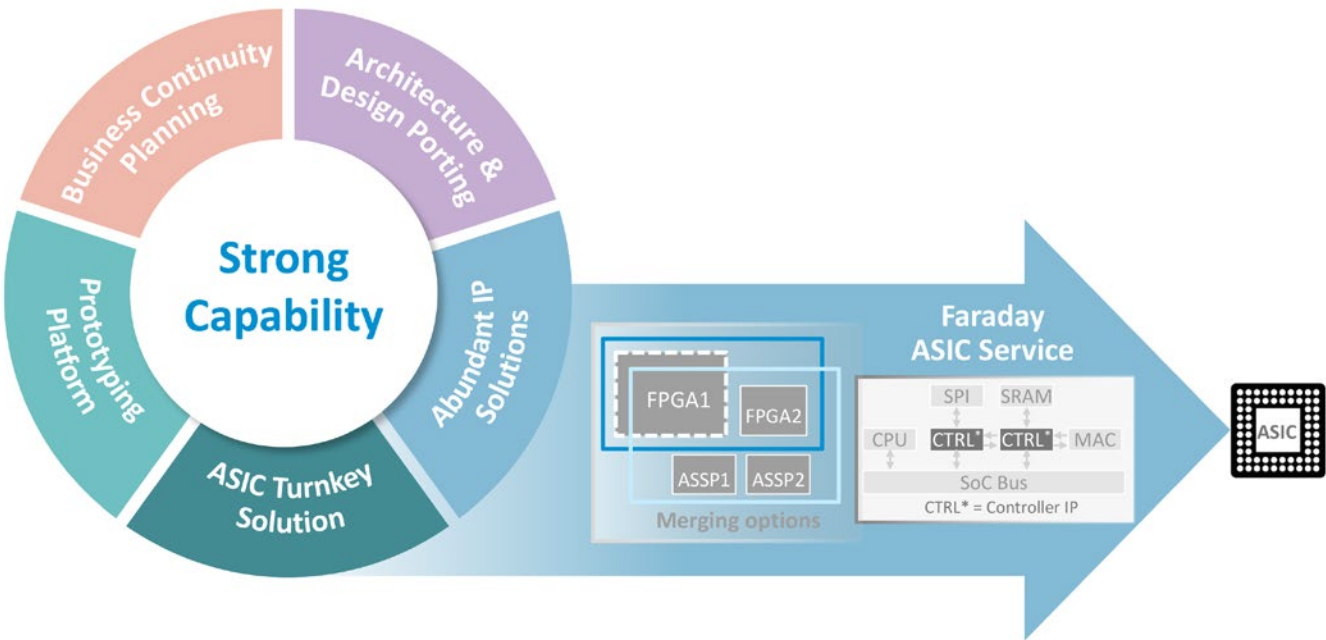 Business Continuity
Planning
Architecture &
Design Porting
Strong
Capability
Prototyping
Platform
Abundant IP
Solutions
ASIC Turnkey
Solution
Faraday
ASIC Service
FPGA1
FPGA2
ASSP1
ASSP2
Merging options
SPI
SRAM
CPU
CTRL*
CTRL*
MAC
SoC Bus
CTRL* = Controller IP
ASIC